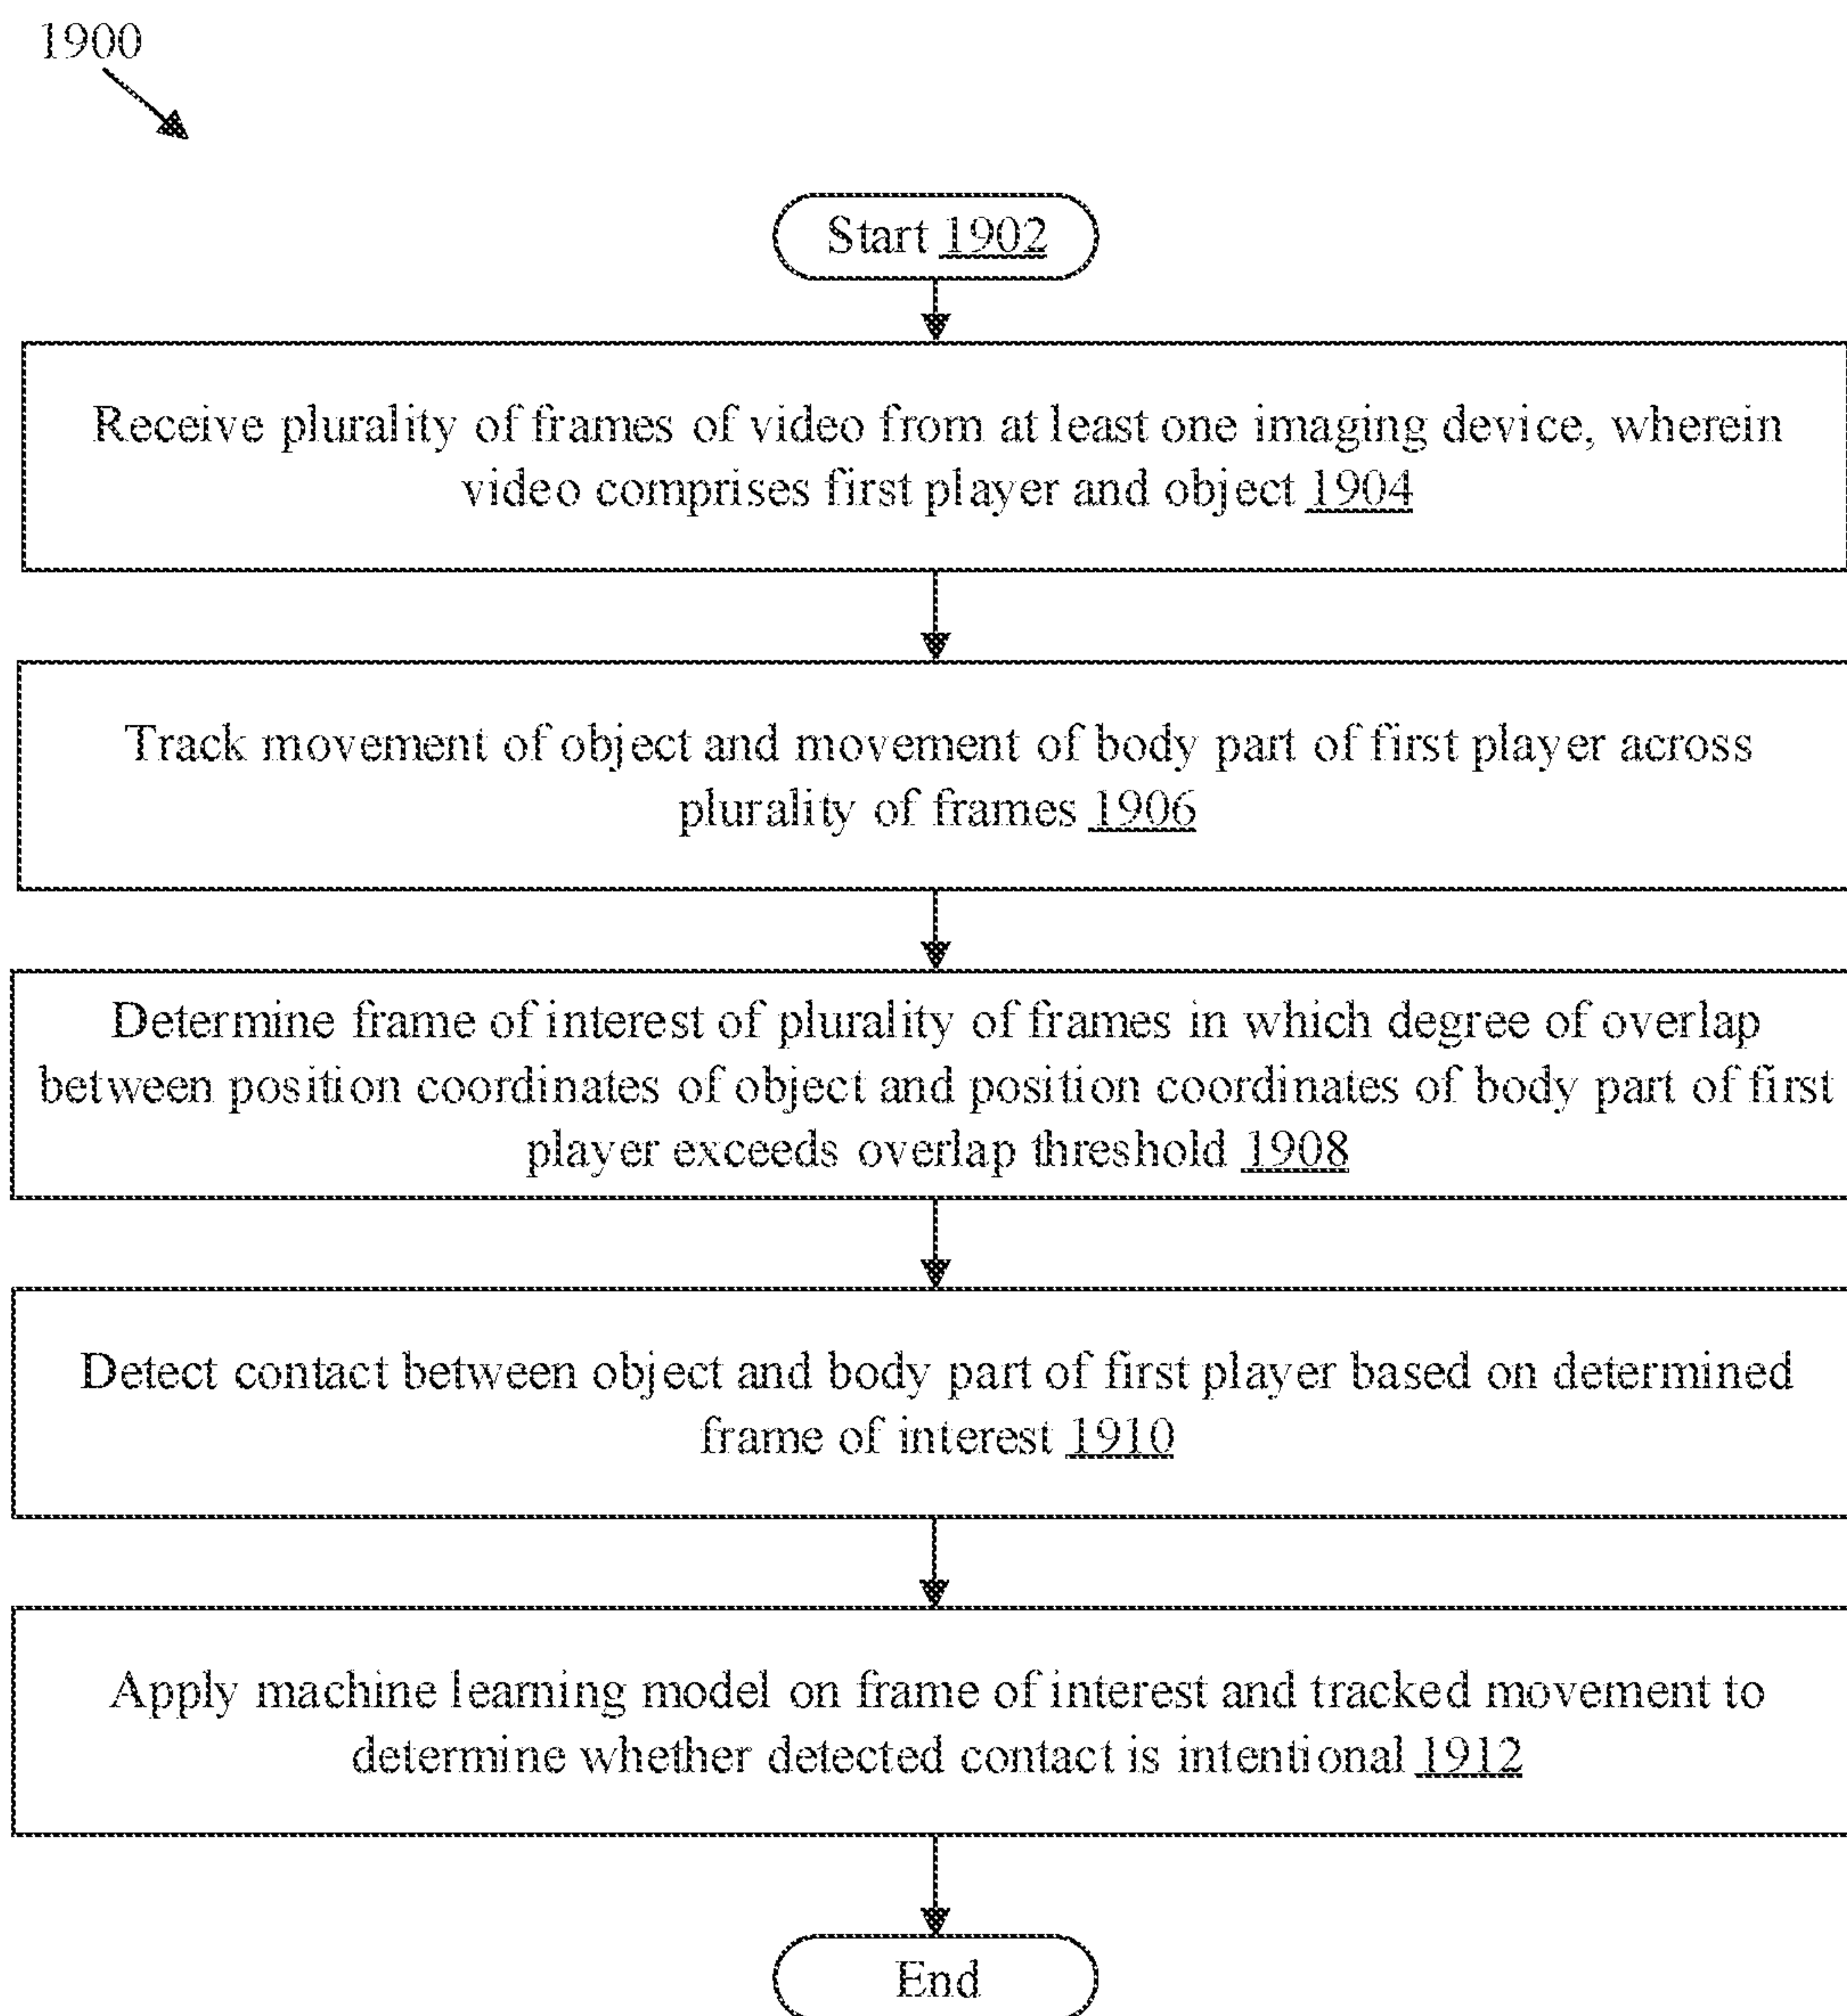 1900
Start 1902
Receive plurality of frames of video from at least one imaging device, wherein
video comprises first player and object 1904
Track movement of object and movement of body part of first player across
plurality of frames 1906
Determine frame of interest of plurality of frames in which degree of overlap
between position coordinates of object and position coordinates of body part of first
player exceeds overlap threshold 1908
Detect contact between object and body part of first player based on determined
frame of interest 1910
Apply machine learning model on frame of interest and tracked movement to
determine whether detected contact is intentional 1912
End